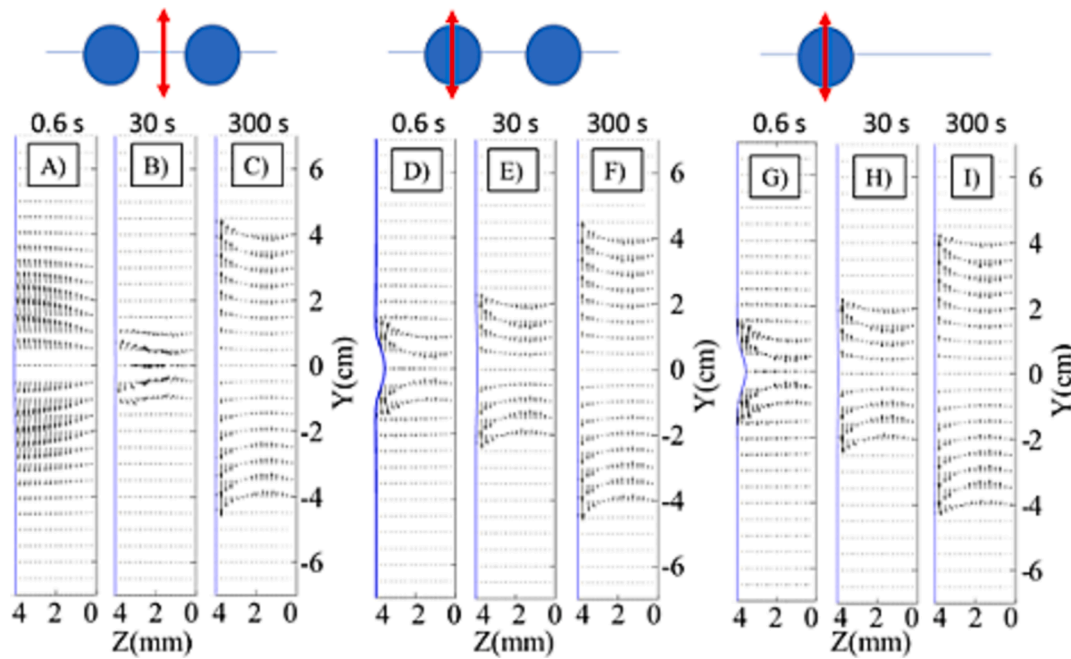 0.6 s 30 s 300 s 0.6 s 30 s 300 s 0.6 s 30 s 300 s
A) B) C) D) E) F) G) H) I)
6 6 6
4 4 4
2 2 2
0 0 0
-2 -2 -2
-4 -4 -4
-6 -6 -6
Y(cm) Y(cm) Y(cm)
4 2 0 4 2 0 4 2 0 4 2 0 4 2 0 4 2 0 4 2 0 4 2 0 4 2 0
Z(mm) Z(mm) Z(mm)